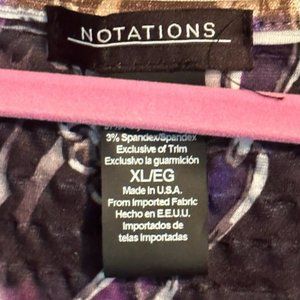 NOTATIONS
3% Spandex/Spandex
Exclusive of Trim
Exclusivo la guarnición
XL/EG
Made in U.S.A.
From Imported Fabric
Hecho en E.E.U.U.
Importados de
telas importadas